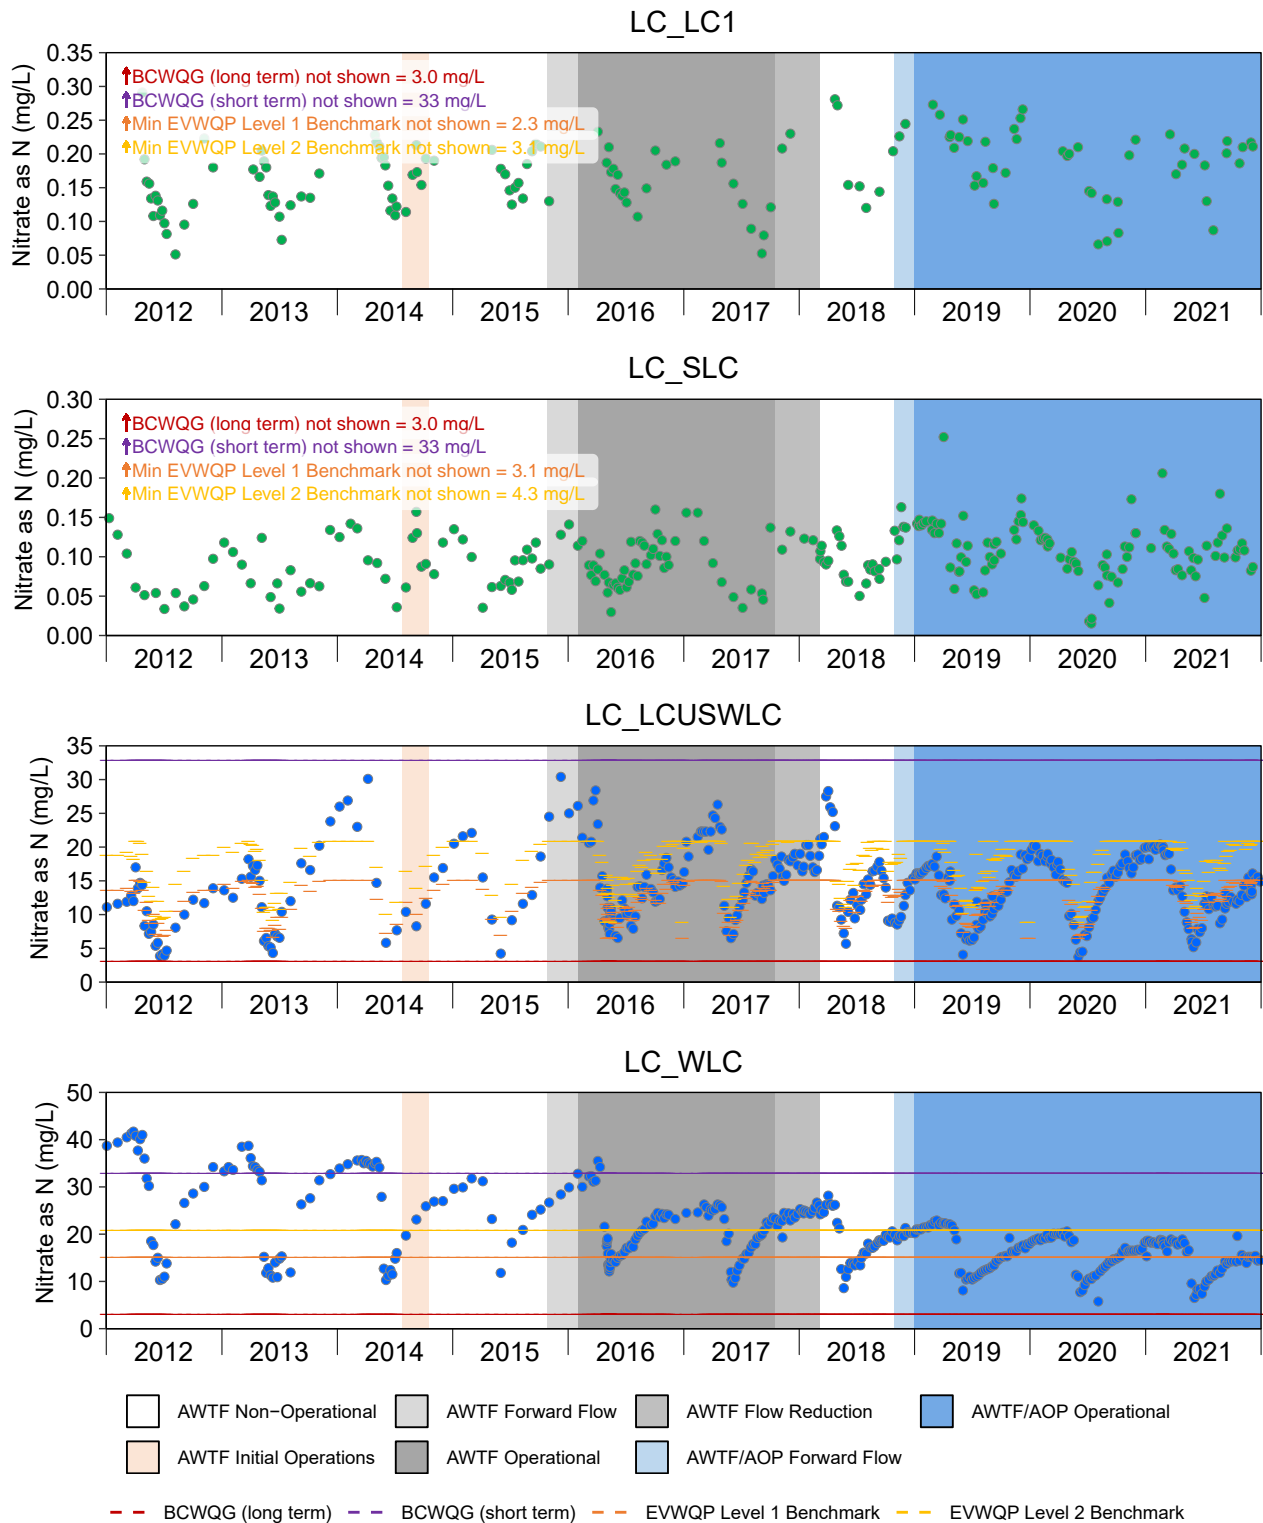 LC_LC1
Nitrate as N (mg/L)
0.35
0.30
0.25
0.20
0.15
0.10
0.05
0.00
BCWQG (long term) not shown = 3.0 mg/L
BCWQG (short term) not shown = 33 mg/L
Min EVWQP Level 1 Benchmark not shown = 2.3 mg/L
Min EVWQP Level 2 Benchmark not shown = 3.1 mg/L
2012 2013 2014 2015 2016 2017 2018 2019 2020 2021
LC_SLC
Nitrate as N (mg/L)
0.30
0.25
0.20
0.15
0.10
0.05
0.00
BCWQG (long term) not shown = 3.0 mg/L
BCWQG (short term) not shown = 33 mg/L
Min EVWQP Level 1 Benchmark not shown = 3.1 mg/L
Min EVWQP Level 2 Benchmark not shown = 4.3 mg/L
2012 2013 2014 2015 2016 2017 2018 2019 2020 2021
LC_LCUSWLC
Nitrate as N (mg/L)
35
30
25
20
15
10
5
0
2012 2013 2014 2015 2016 2017 2018 2019 2020 2021
LC_WLC
Nitrate as N (mg/L)
50
40
30
20
10
0
2012 2013 2014 2015 2016 2017 2018 2019 2020 2021
AWTF Non−Operational AWTF Forward Flow AWTF Flow Reduction AWTF/AOP Operational
AWTF Initial Operations AWTF Operational AWTF/AOP Forward Flow
BCWQG (long term) BCWQG (short term) EVWQP Level 1 Benchmark EVWQP Level 2 Benchmark